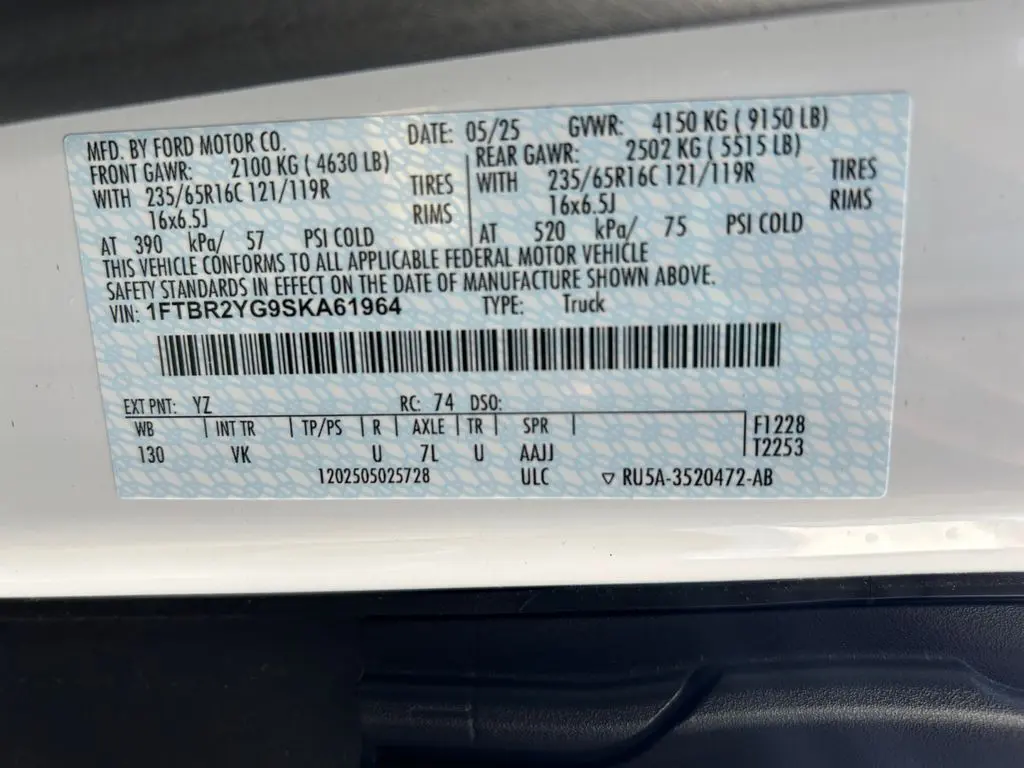 MFD. BY FORD MOTOR CO. DATE: 05/25 GVWR: 4150 KG ( 9150 LB)
FRONT GAWR: 2100 KG ( 4630 LB) REAR GAWR: 2502 KG ( 5515 LB)
WITH 235/65R16C 121/119R TIRES WITH 235/65R16C 121/119R TIRES
16x6.5J RIMS 16x6.5J RIMS
AT 390 kPa/ 57 PSI COLD AT 520 kPa/ 75 PSI COLD
THIS VEHICLE CONFORMS TO ALL APPLICABLE FEDERAL MOTOR VEHICLE
SAFETY STANDARDS IN EFFECT ON THE DATE OF MANUFACTURE SHOWN ABOVE.
VIN: 1FTBR2YG9SKA61964 TYPE: Truck
EXT PNT: YZ RC: 74 DSO:
WB INT TR TP/PS R AXLE TR SPR F1228
130 VK U 7L U AAJJ T2253
1202505025728 ULC ▽ RU5A-3520472-AB